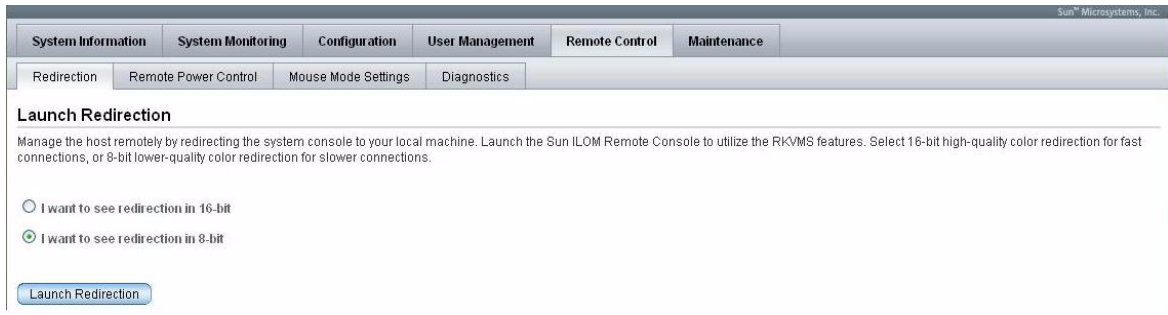 Sun™ Microsystems, Inc.
System Information System Monitoring Configuration User Management Remote Control Maintenance
Redirection Remote Power Control Mouse Mode Settings Diagnostics
Launch Redirection
Manage the host remotely by redirecting the system console to your local machine. Launch the Sun ILOM Remote Console to utilize the RKVMS features. Select 16-bit high-quality color redirection for fast
connections, or 8-bit lower-quality color redirection for slower connections.
I want to see redirection in 16-bit
I want to see redirection in 8-bit
Launch Redirection